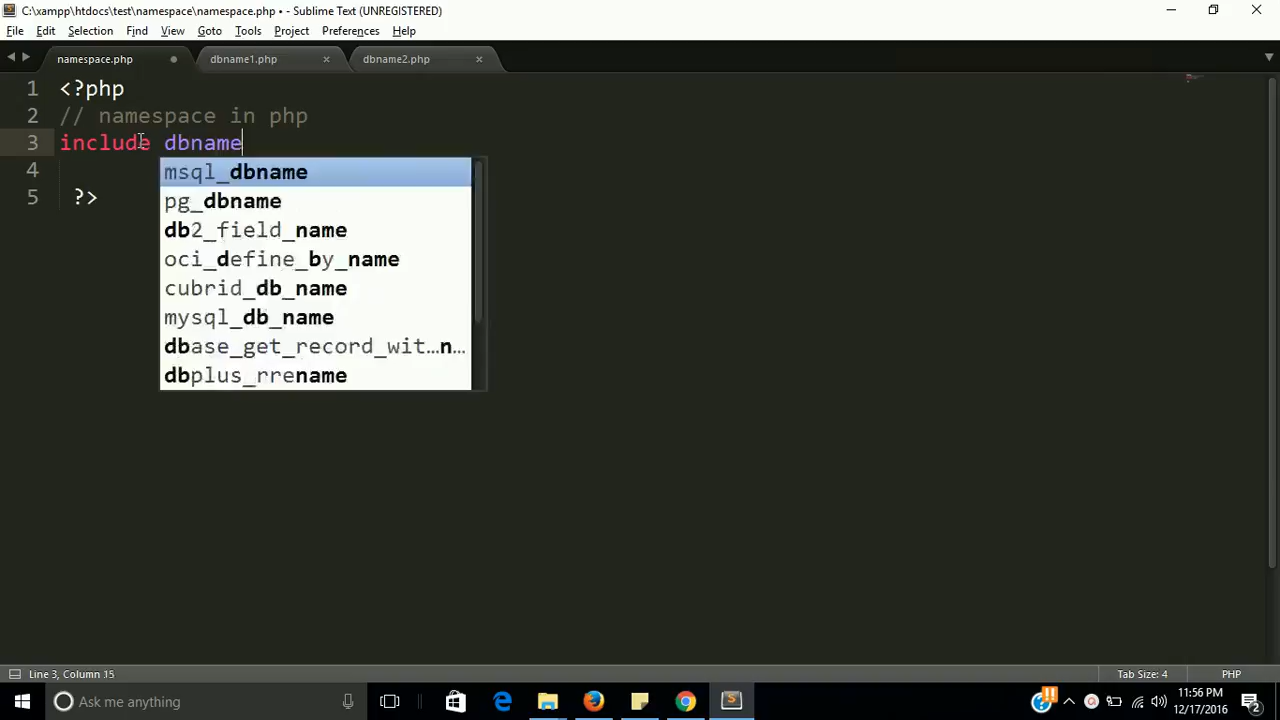 C:\xampp\htdocs\test\namespace\namespace.php • - Sublime Text (UNREGISTERED)
File Edit Selection Find View Goto Tools Project Preferences Help
namespace.php dbname1.php dbname2.php
1 <?php
2 // namespace in php
3 include dbname
4
5 ?>
msql_dbname
pg_dbname
db2_field_name
oci_define_by_name
cubrid_db_name
mysql_db_name
dbase_get_record_wit…n…
dbplus_rrename
Line 3, Column 15 Tab Size: 4 PHP
Ask me anything
11:56 PM
12/17/2016
2